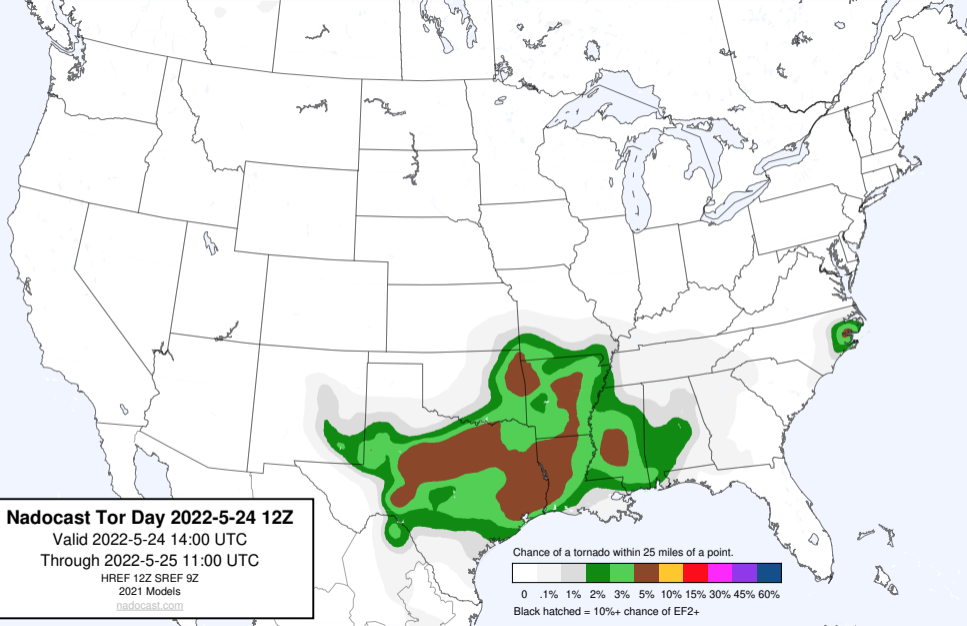 Nadocast Tor Day 2022-5-24 12Z
Valid 2022-5-24 14:00 UTC
Through 2022-5-25 11:00 UTC
HREF 12Z SREF 9Z
2021 Models
nadocast.com
Chance of a tornado within 25 miles of a point.
0 .1% 1% 2% 3% 5% 10% 15% 30% 45% 60%
Black hatched = 10%+ chance of EF2+